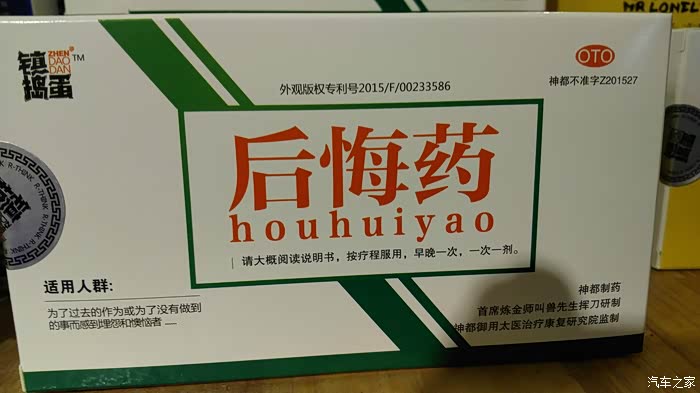 MR LONEL
镇 ZHEN
捣 DAO
蛋 DAN
™
外观版权专利号2015/F/00233586
OTO
神都不准字Z201527
后悔药
houhuiyao
请大概阅读说明书，按疗程服用，早晚一次，一次一剂。
R-THINK
R-THINK
适用人群：
为了过去的作为或为了没有做到
的事而感到埋怨和懊恼者
神都制药
首席炼金师叫兽先生挥刀研制
神都御用太医治疗康复研究院监制
汽车之家